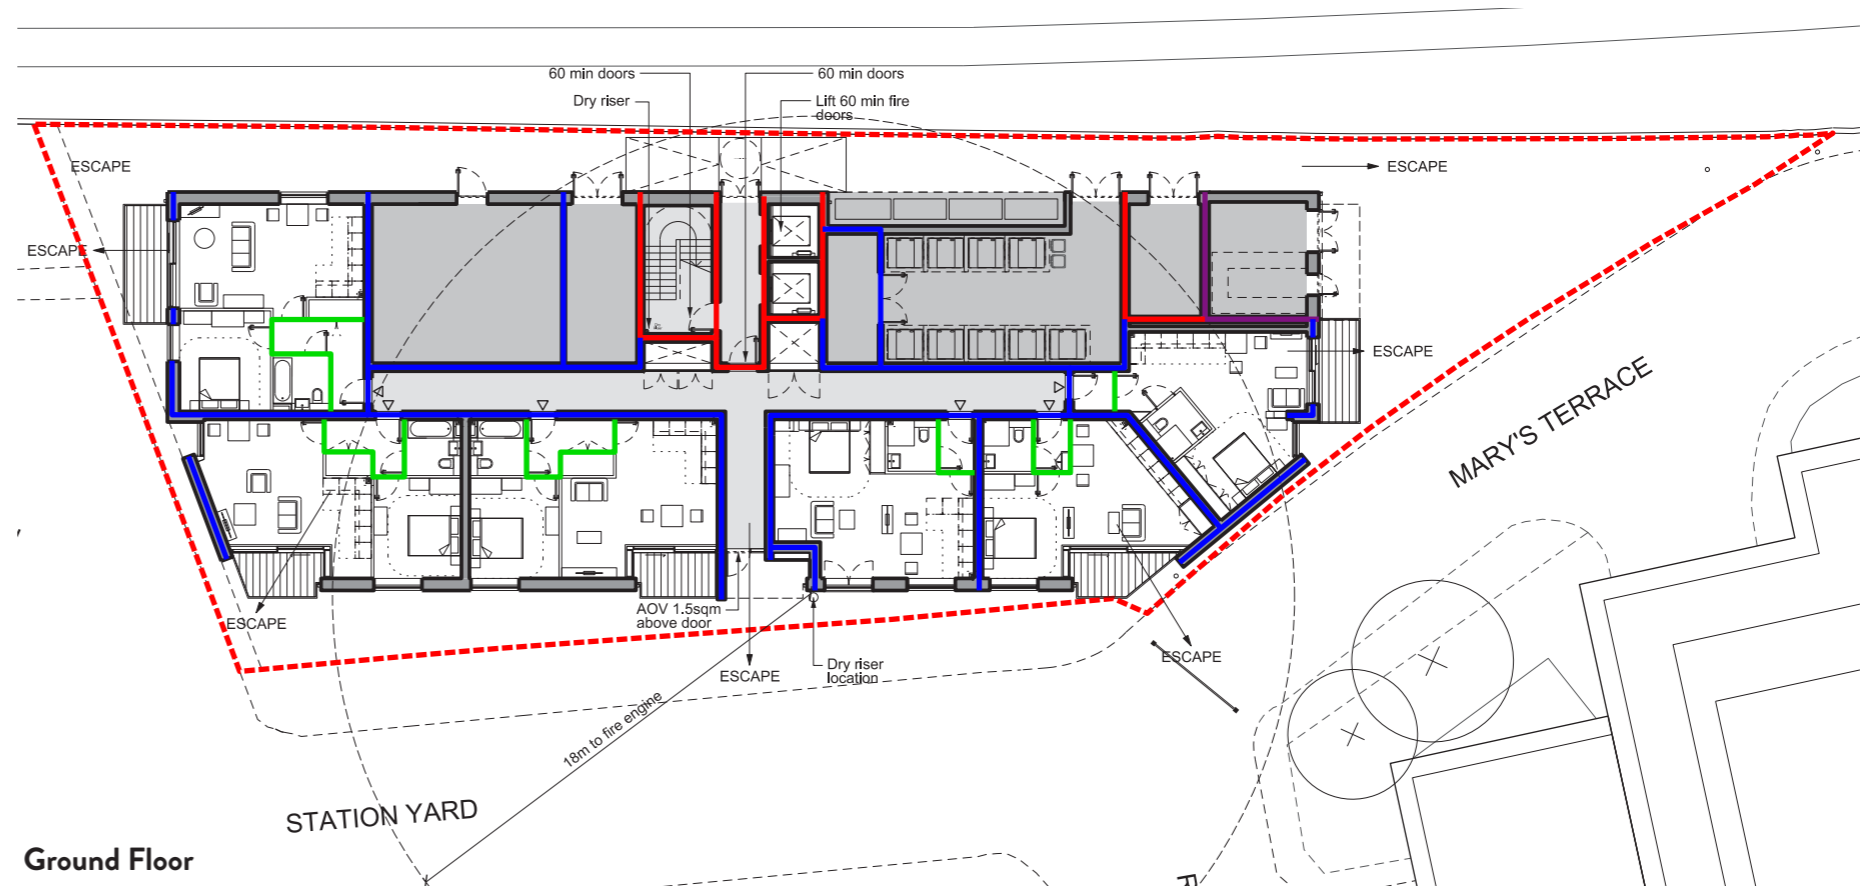 60 min doors
60 min doors
Dry riser
Lift 60 min fire
doors
ESCAPE
ESCAPE
ESCAPE
ESCAPE
MARY'S TERRACE
AOV 1.5sqm
above door
ESCAPE
ESCAPE
ESCAPE
Dry riser
location
18m to fire engine
STATION YARD
Ground Floor